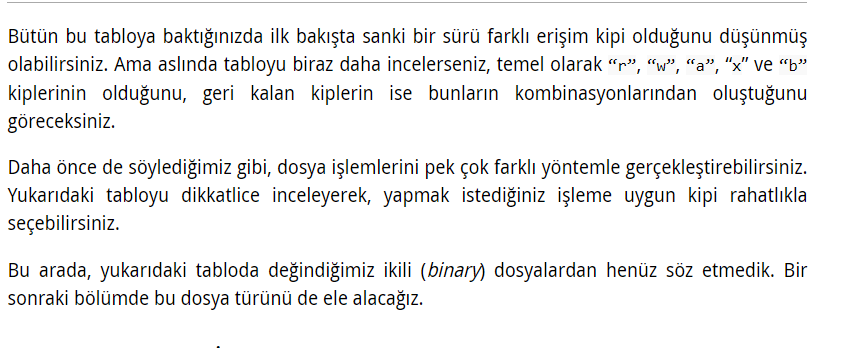 Bütün bu tabloya baktığınızda ilk bakışta sanki bir sürü farklı erişim kipi olduğunu düşünmüş
olabilirsiniz. Ama aslında tabloyu biraz daha incelerseniz, temel olarak “r”, “w”, “a”, “x” ve “b”
kiplerinin olduğunu, geri kalan kiplerin ise bunların kombinasyonlarından oluştuğunu
göreceksiniz.
Daha önce de söylediğimiz gibi, dosya işlemlerini pek çok farklı yöntemle gerçekleştirebilirsiniz.
Yukarıdaki tabloyu dikkatlice inceleyerek, yapmak istediğiniz işleme uygun kipi rahatlıkla
seçebilirsiniz.
Bu arada, yukarıdaki tabloda değindiğimiz ikili (binary) dosyalardan henüz söz etmedik. Bir
sonraki bölümde bu dosya türünü de ele alacağız.